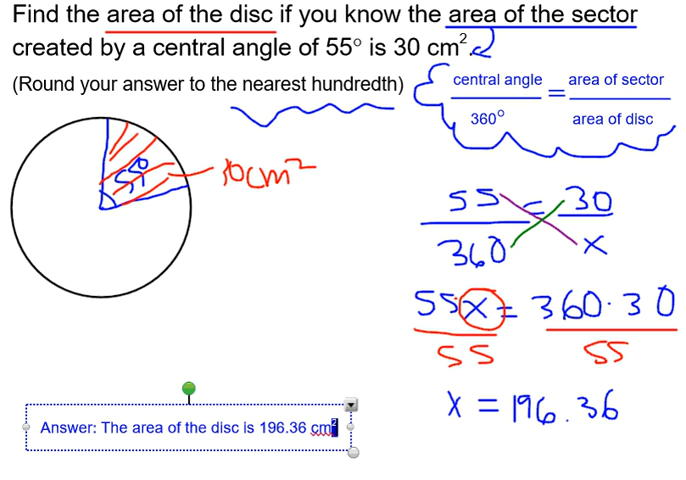 Find the area of the disc if you know the area of the sector
created by a central angle of 55° is 30 cm².
(Round your answer to the nearest hundredth)
central angle / 360° = area of sector / area of disc
55°
30cm²
55 / 360 = 30 / x
55x = 360·30
55 55
x = 196.36
Answer: The area of the disc is 196.36 cm²